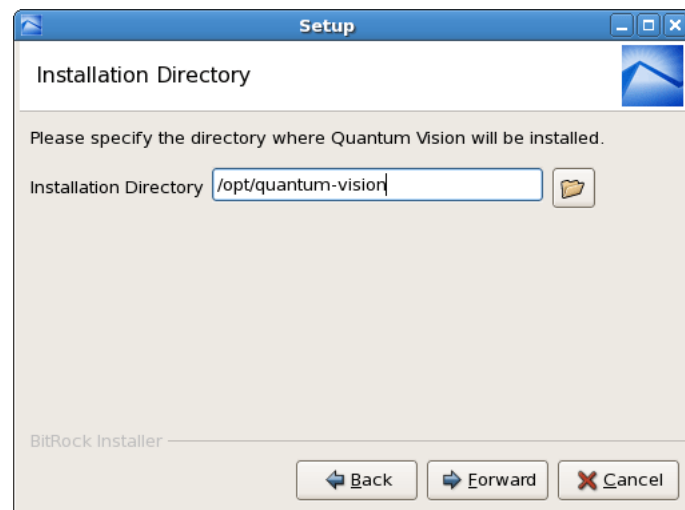 Setup
Installation Directory
Please specify the directory where Quantum Vision will be installed.
Installation Directory /opt/quantum-vision
BitRock Installer
Back Forward Cancel